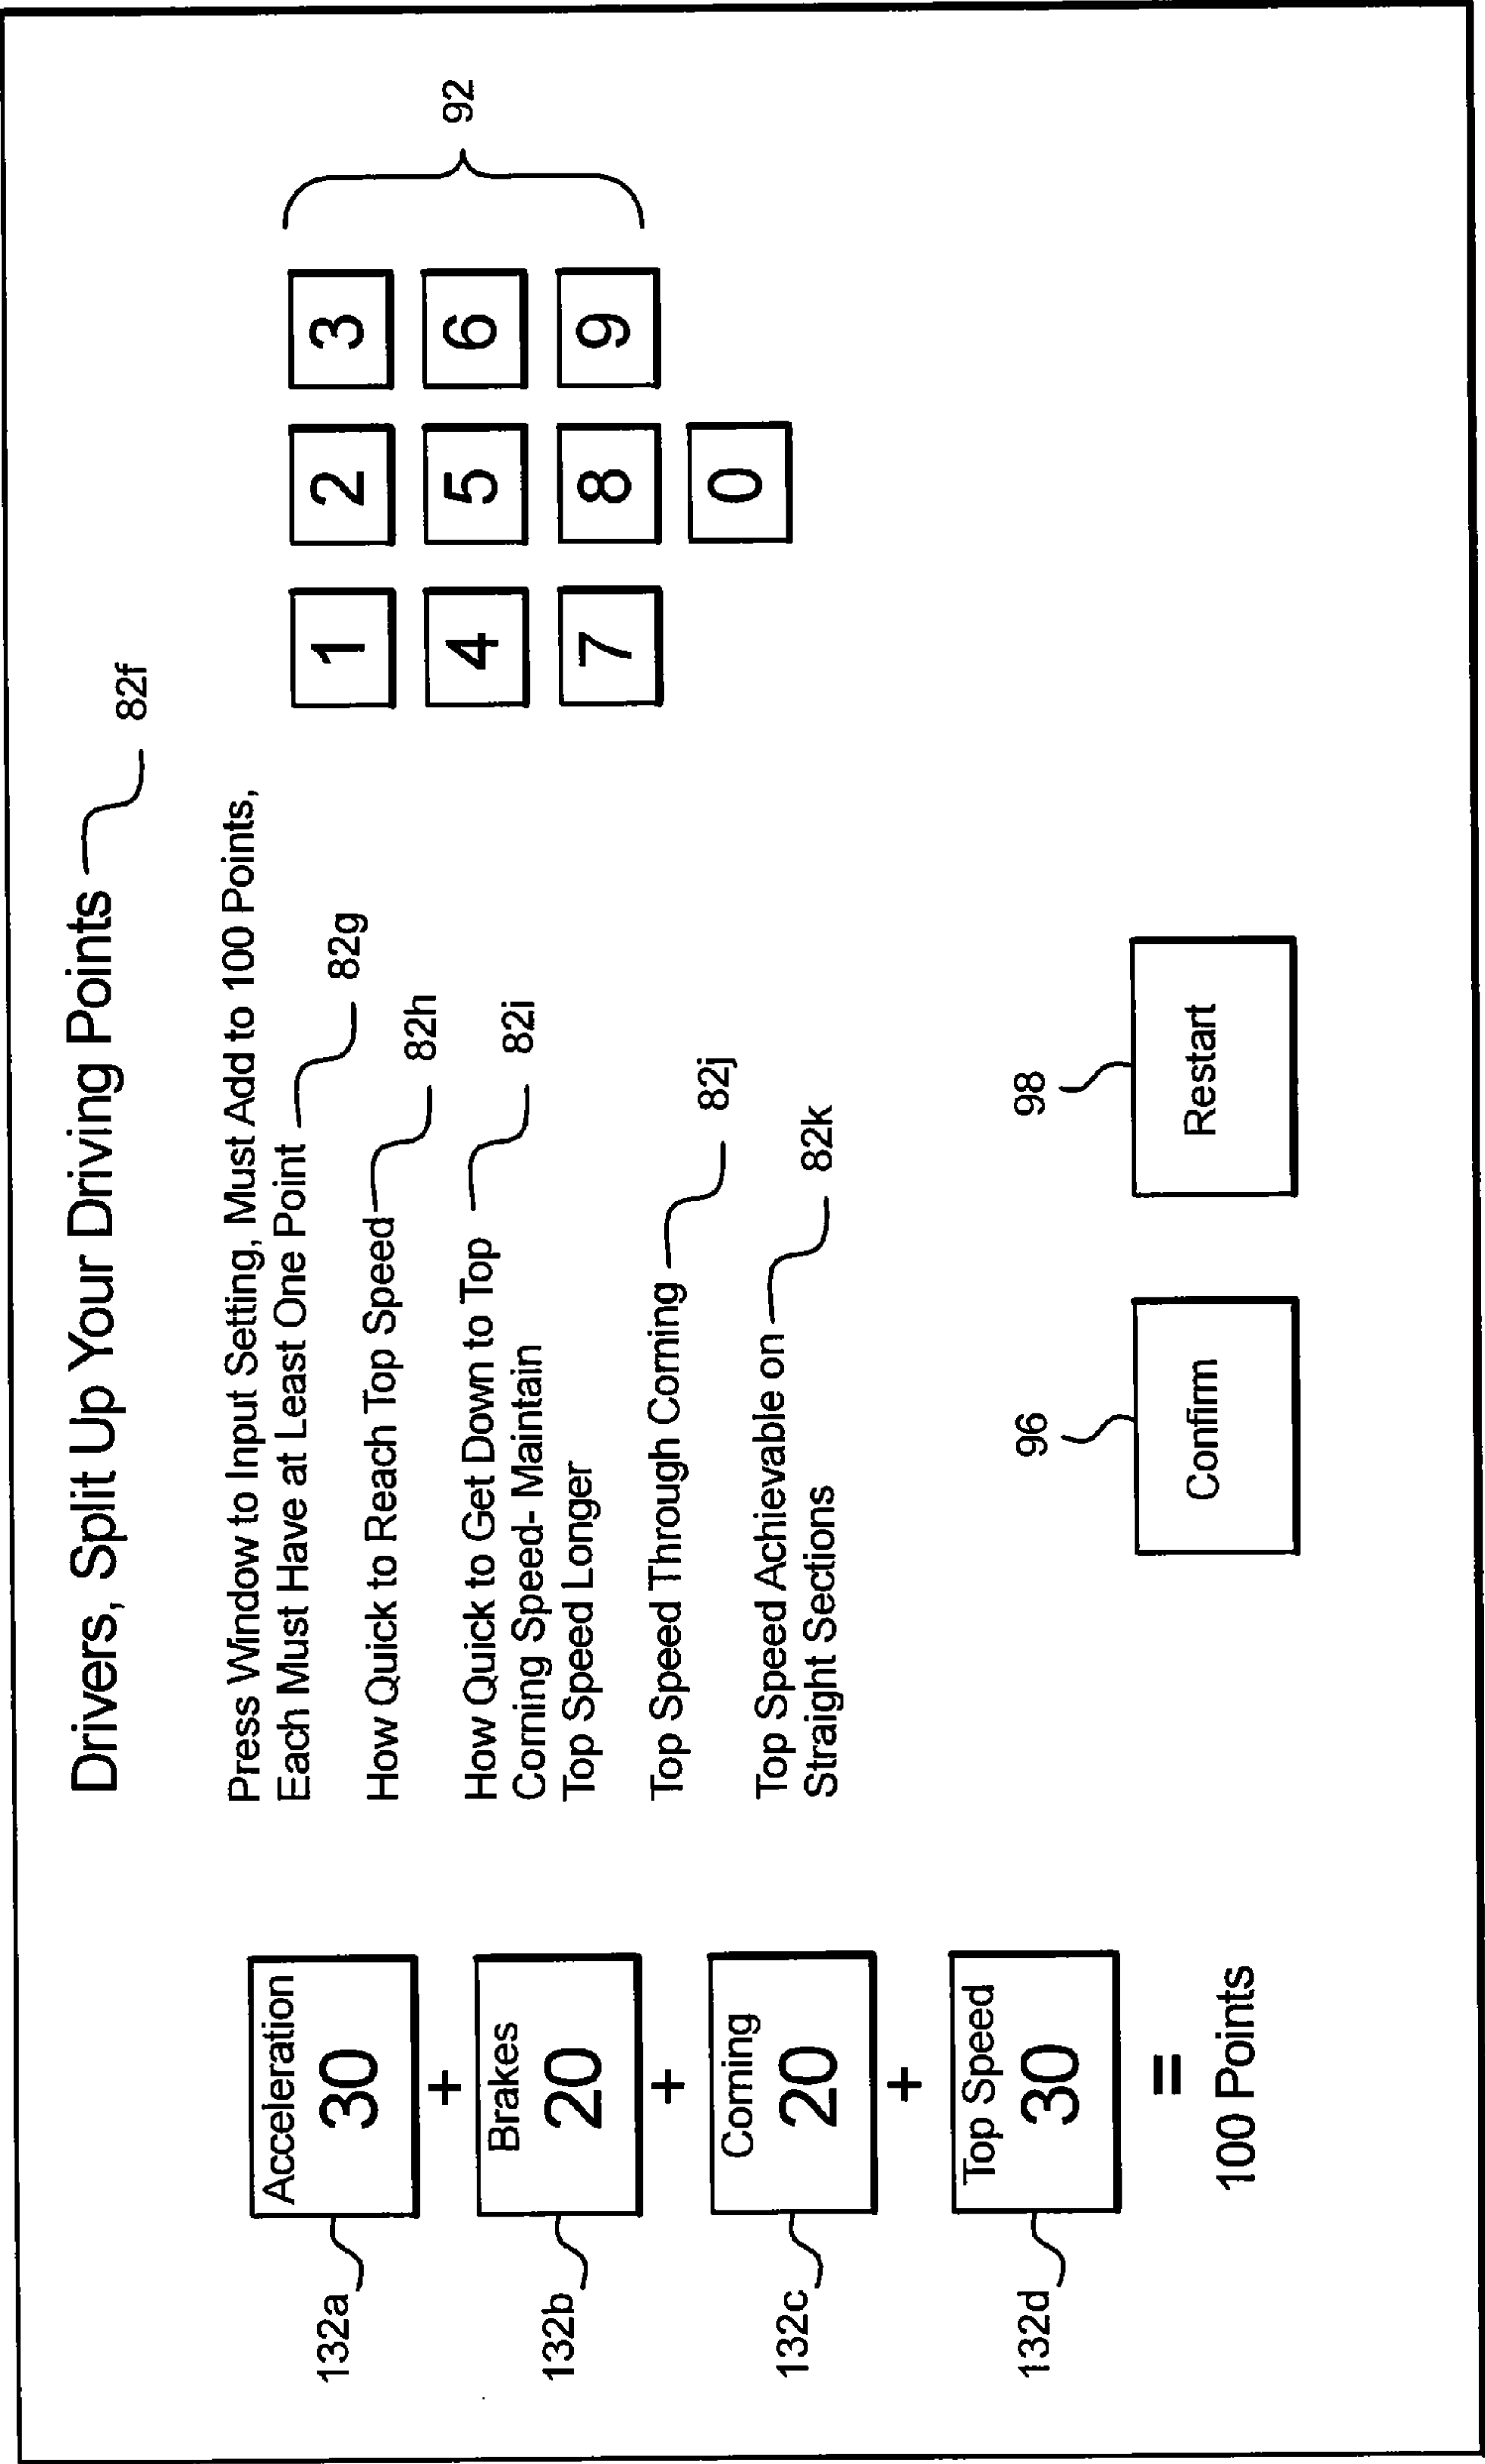 Drivers, Split Up Your Driving Points
82f
Press Window to Input Setting, Must Add to 100 Points,
Each Must Have at Least One Point
82g
How Quick to Reach Top Speed
82h
How Quick to Get Down to Top
82i
Corning Speed- Maintain
Top Speed Longer
Top Speed Through Corning
82j
Top Speed Achievable on
82k
Straight Sections
132a
Acceleration
30
+
132b
Brakes
20
+
132c
Corning
20
+
132d
Top Speed
30
=
100 Points
1 2 3
4 5 6
7 8 9
0
92
96
Confirm
98
Restart